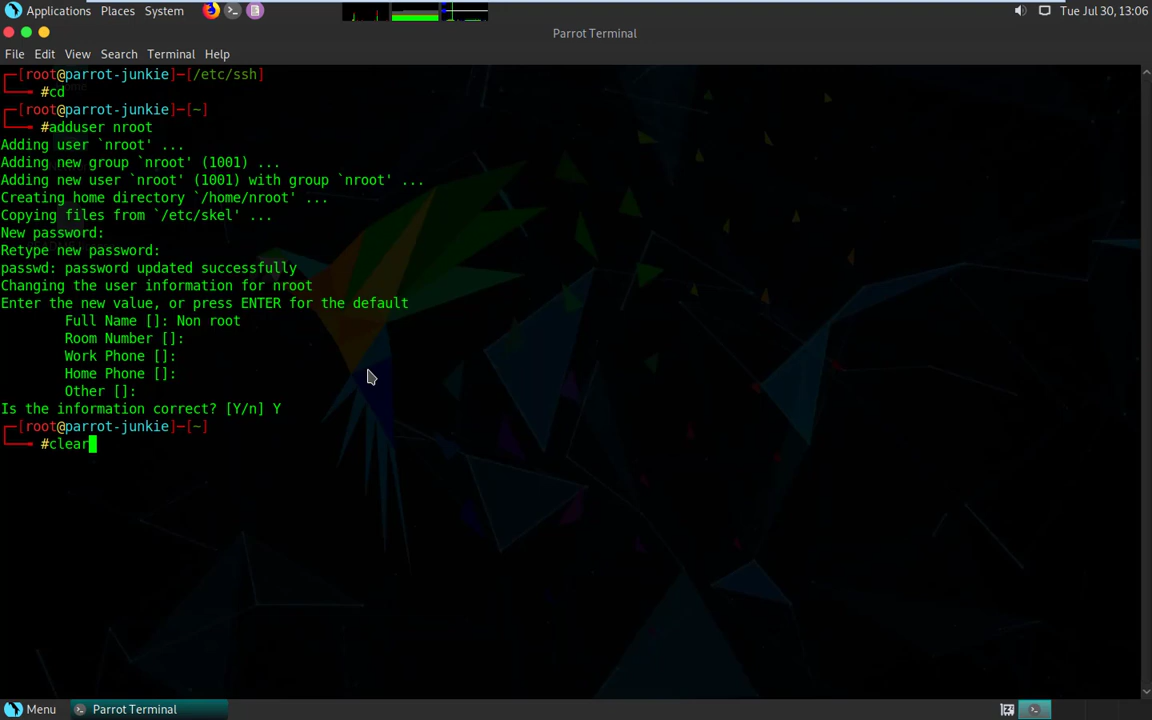 Applications Places System Tue Jul 30, 13:06
Parrot Terminal
File Edit View Search Terminal Help
[root@parrot-junkie]-[/etc/ssh]
#cd
[root@parrot-junkie]-[~]
#adduser nroot
Adding user `nroot' ...
Adding new group `nroot' (1001) ...
Adding new user `nroot' (1001) with group `nroot' ...
Creating home directory `/home/nroot' ...
Copying files from `/etc/skel' ...
New password:
Retype new password:
passwd: password updated successfully
Changing the user information for nroot
Enter the new value, or press ENTER for the default
Full Name []: Non root
Room Number []:
Work Phone []:
Home Phone []:
Other []:
Is the information correct? [Y/n] Y
[root@parrot-junkie]-[~]
#clear
Menu Parrot Terminal